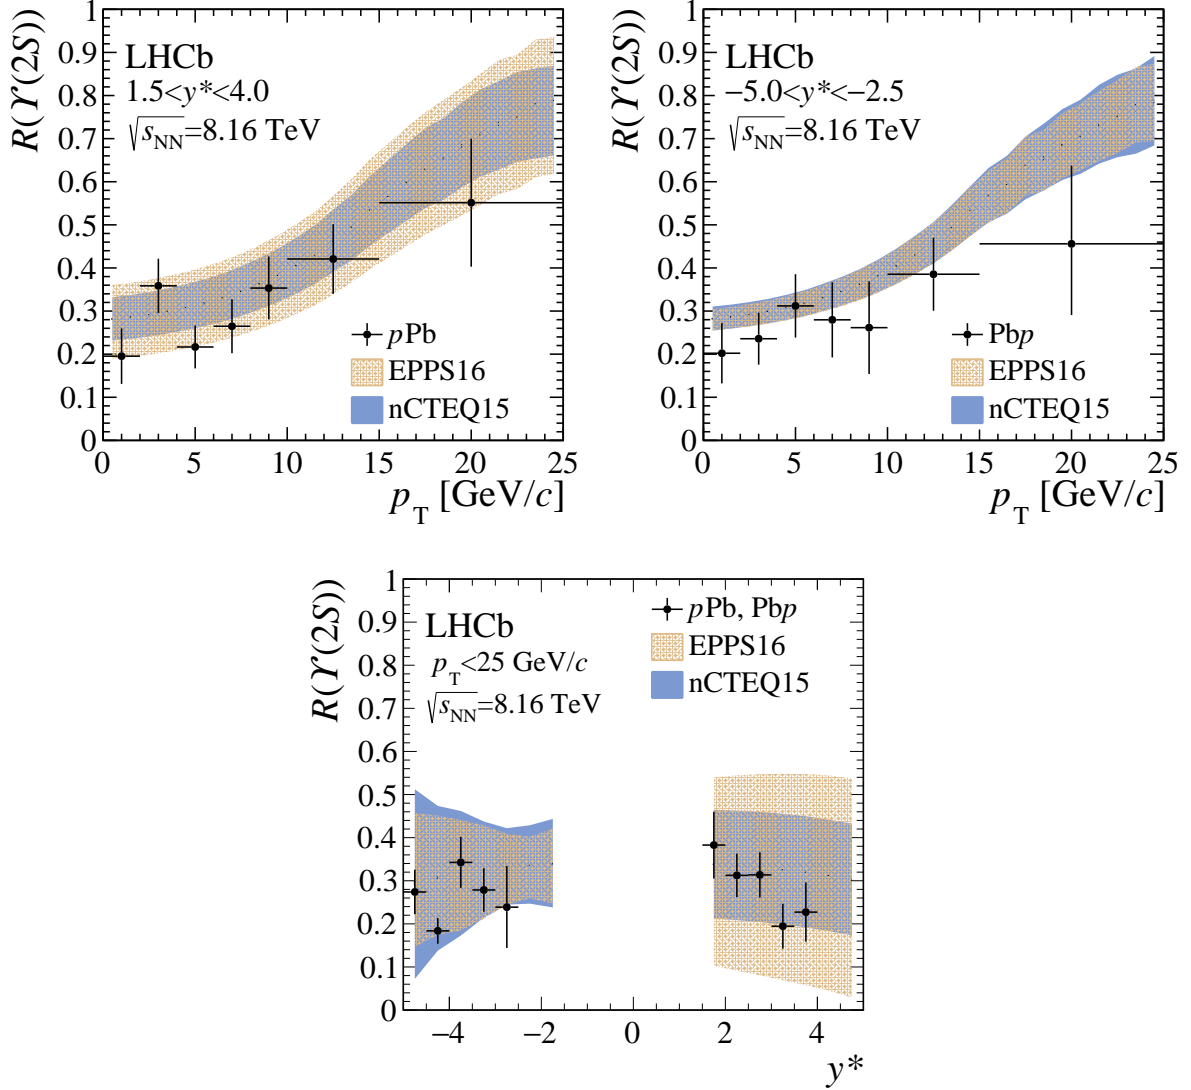 R(ϒ(2S))
1
0.9
0.8
0.7
0.6
0.5
0.4
0.3
0.2
0.1
0
LHCb
1.5<y*<4.0
√s_NN=8.16 TeV
pPb
EPPS16
nCTEQ15
0 5 10 15 20 25
p_T [GeV/c]
R(ϒ(2S))
1
0.9
0.8
0.7
0.6
0.5
0.4
0.3
0.2
0.1
0
LHCb
−5.0<y*<−2.5
√s_NN=8.16 TeV
Pbp
EPPS16
nCTEQ15
0 5 10 15 20 25
p_T [GeV/c]
R(ϒ(2S))
1
0.9
0.8
0.7
0.6
0.5
0.4
0.3
0.2
0.1
0
LHCb
p_T<25 GeV/c
√s_NN=8.16 TeV
pPb, Pbp
EPPS16
nCTEQ15
−4 −2 0 2 4
y*